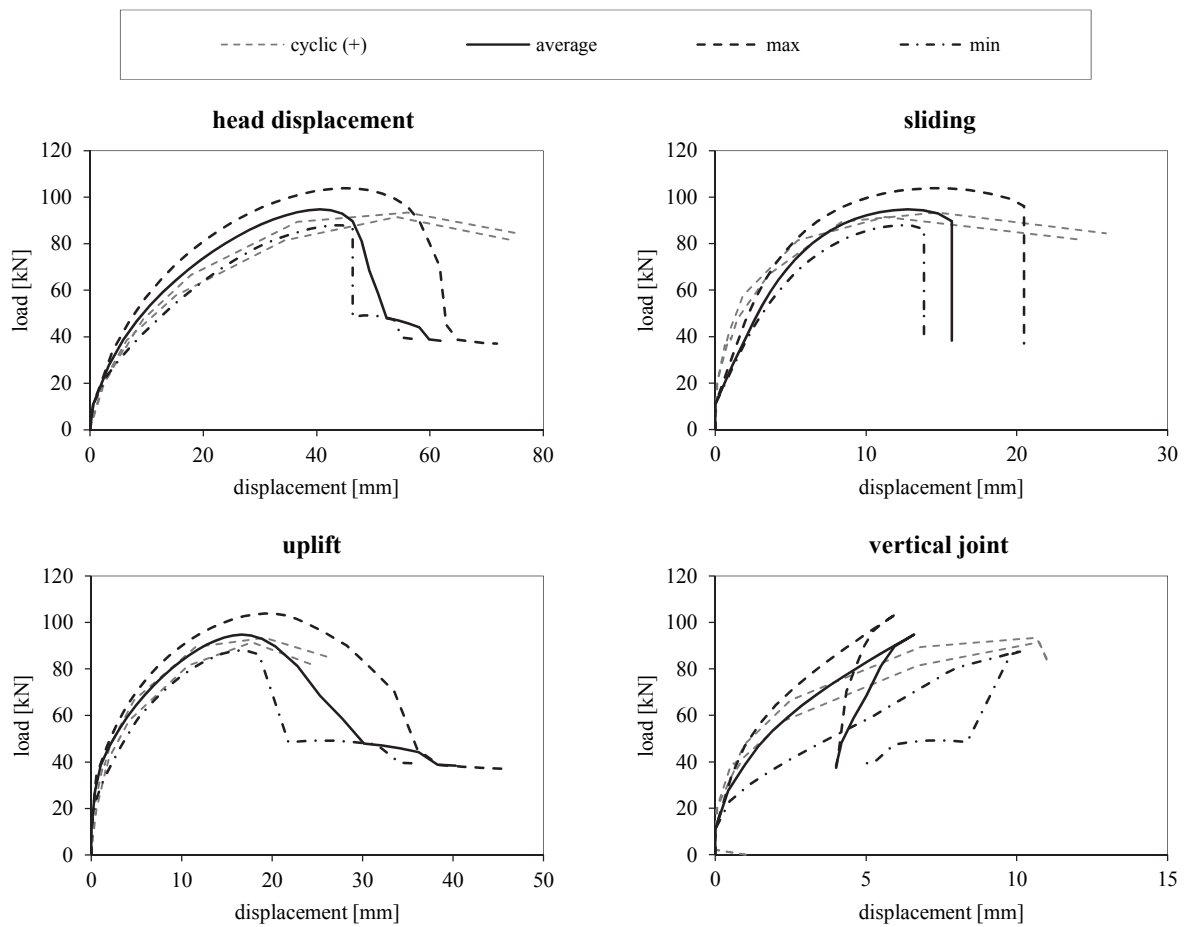 cyclic (+) average max min
head displacement
120
100
80
60
40
20
0
load [kN]
0 20 40 60 80
displacement [mm]
sliding
120
100
80
60
40
20
0
load [kN]
0 10 20 30
displacement [mm]
uplift
120
100
80
60
40
20
0
load [kN]
0 10 20 30 40 50
displacement [mm]
vertical joint
120
100
80
60
40
20
0
load [kN]
0 5 10 15
displacement [mm]